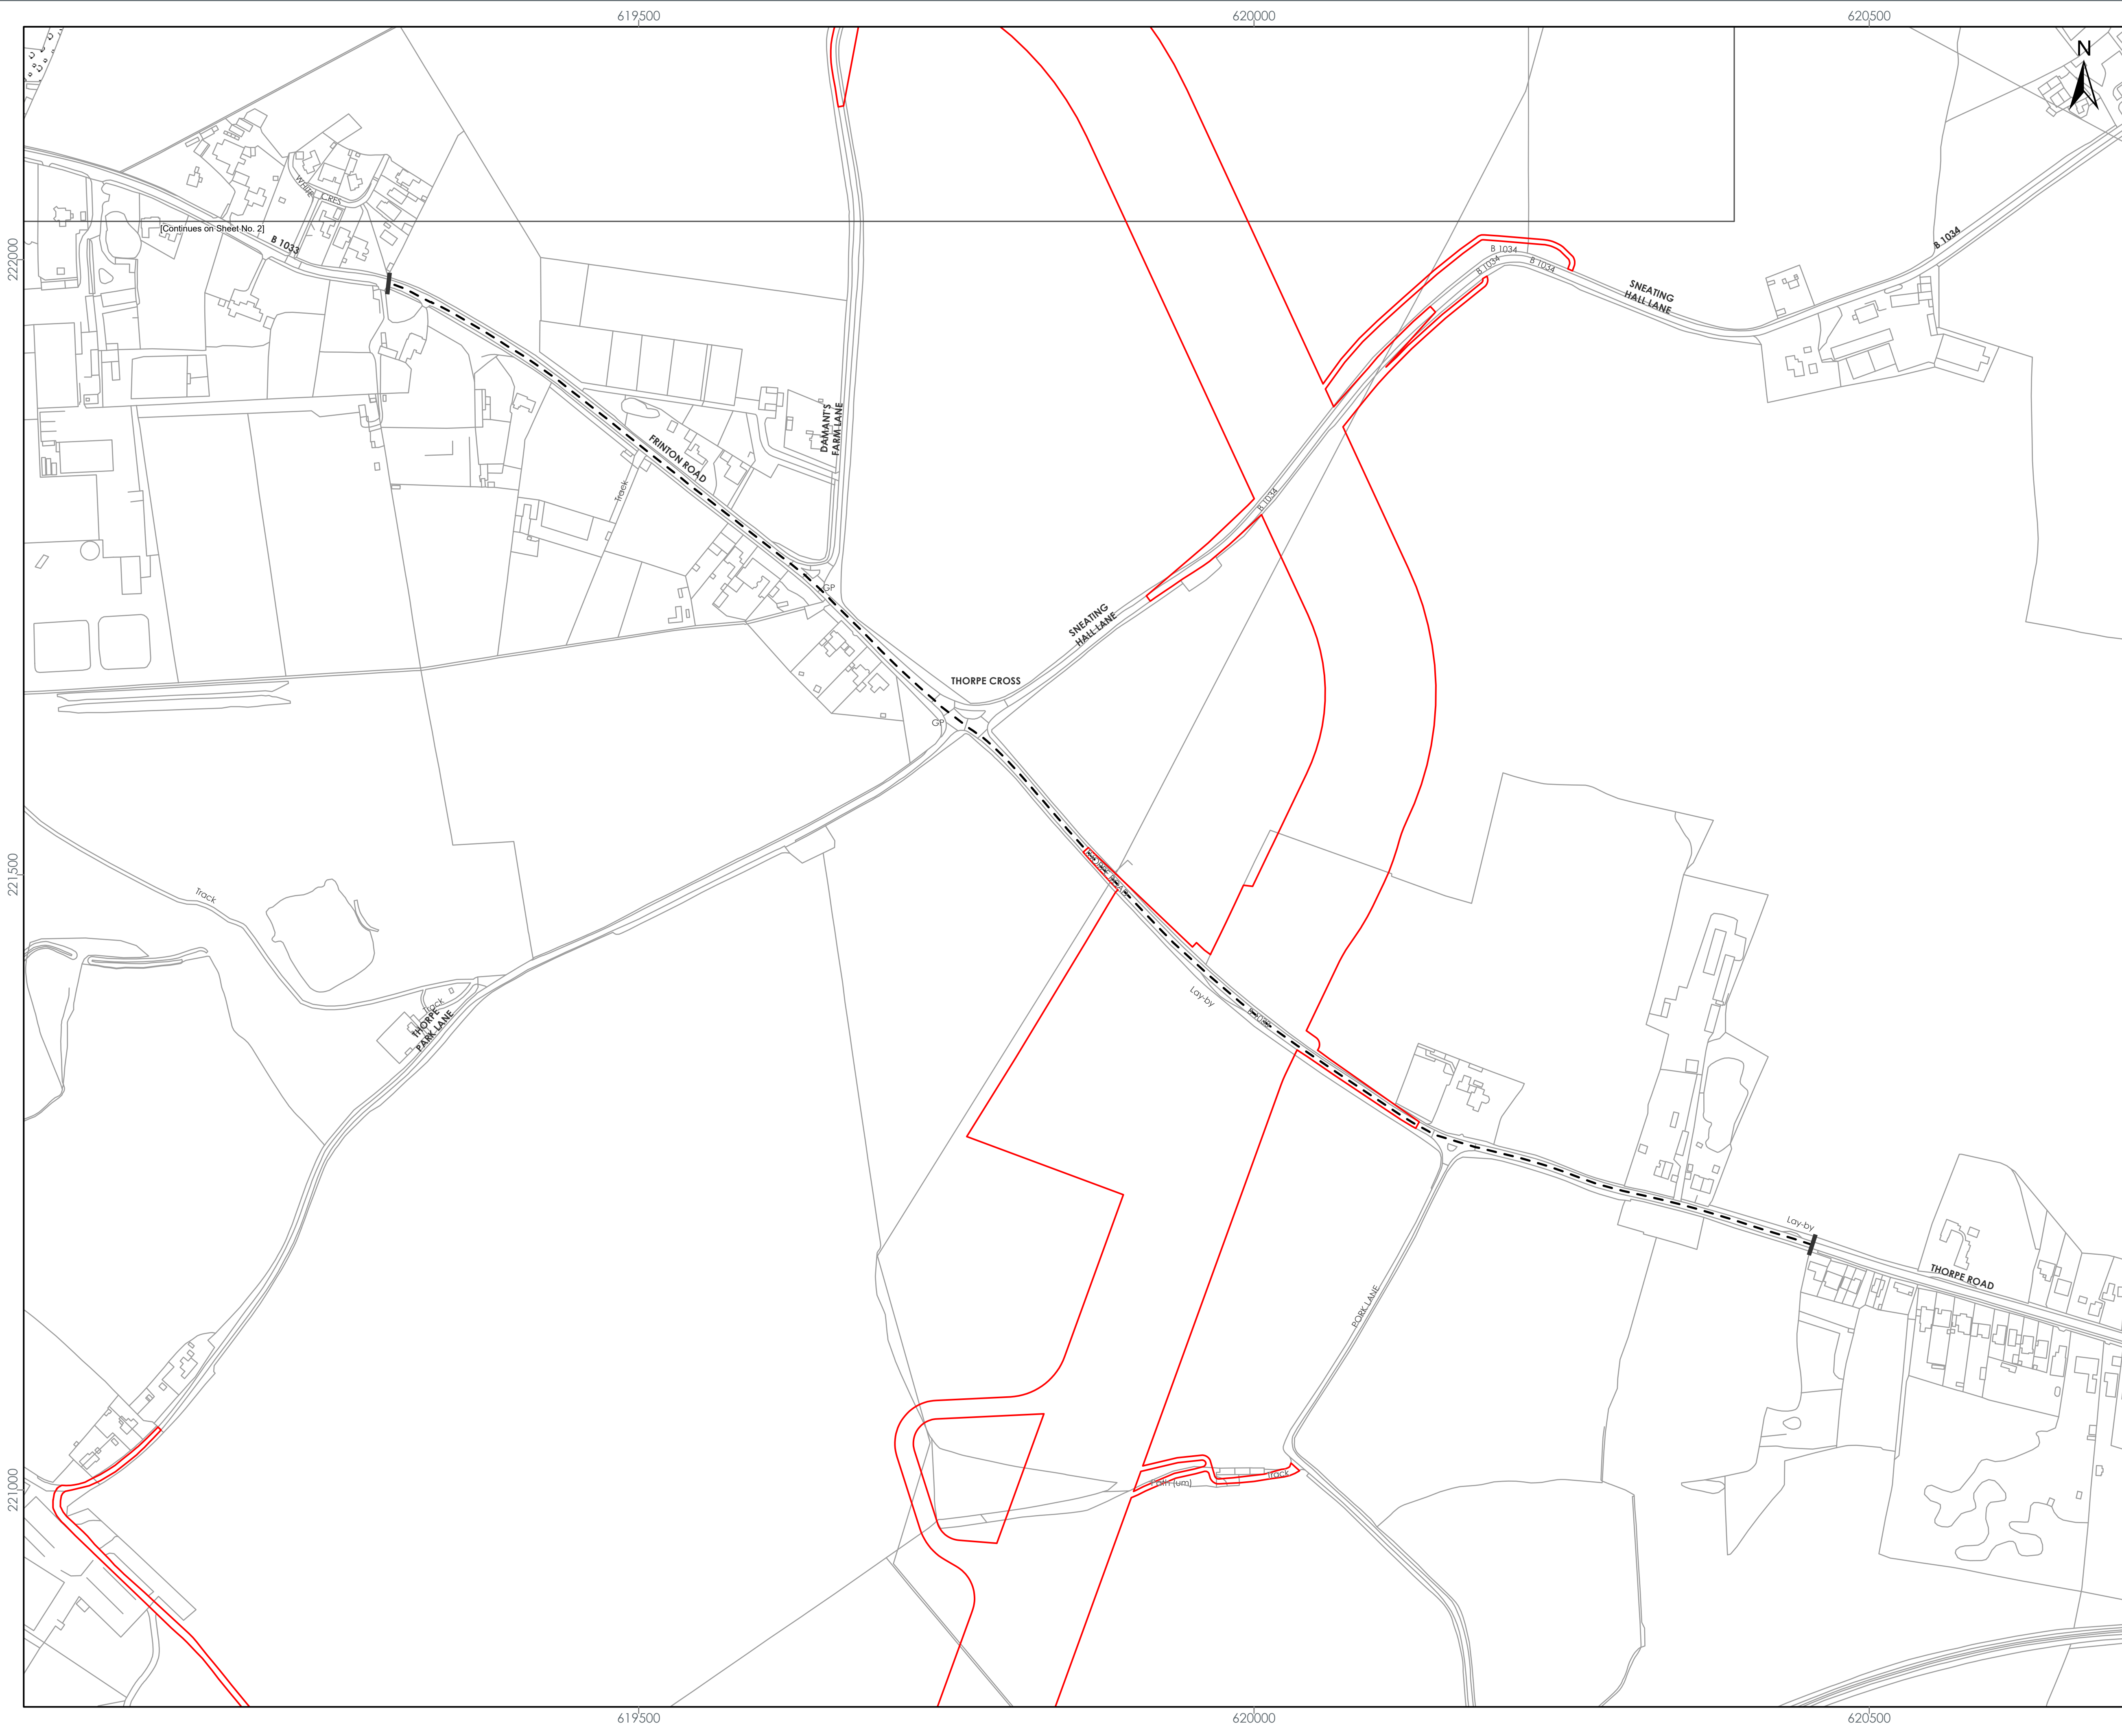 619500
620000
620500
N
WHITE CRES
[Continues on Sheet No. 2]
B 1033
222000
B 1034
B 1034
B 1034
B 1034
SNEATING
HALL LANE
DAMANT'S
FARM LANE
FRINTON ROAD
Track
B 1034
GP
SNEATING
HALL LANE
THORPE CROSS
GP
221500
Track
Lay-by
Track
THORPE
PARK LANE
Lay-by
THORPE ROAD
PORK LANE
221000
Track
Path (um)
619500
620000
620500